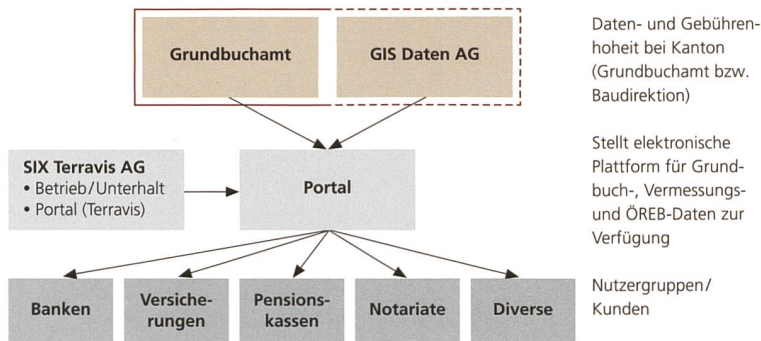 Grundbuchamt
GIS Daten AG
Daten- und Gebühren-
hoheit bei Kanton
(Grundbuchamt bzw.
Baudirektion)
SIX Terravis AG
• Betrieb/Unterhalt
• Portal (Terravis)
Portal
Stellt elektronische
Plattform für Grund-
buch-, Vermessungs-
und ÖREB-Daten zur
Verfügung
Banken
Versiche-
rungen
Pensions-
kassen
Notariate
Diverse
Nutzergruppen/
Kunden